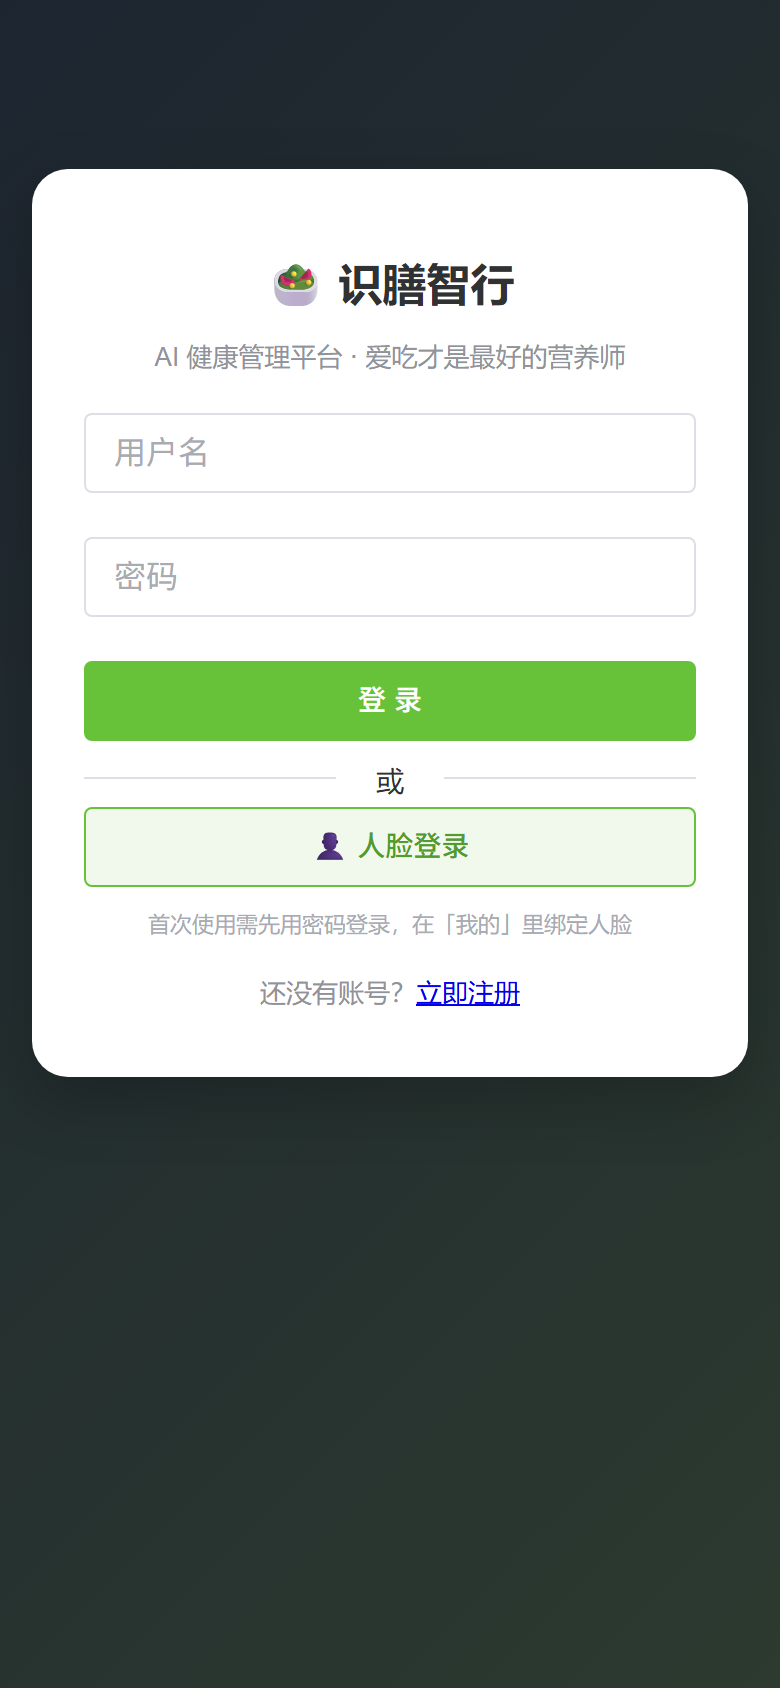 识膳智行
AI 健康管理平台 · 爱吃才是最好的营养师
用户名
密码
登 录
或
人脸登录
首次使用需先用密码登录，在「我的」里绑定人脸
还没有账号？立即注册